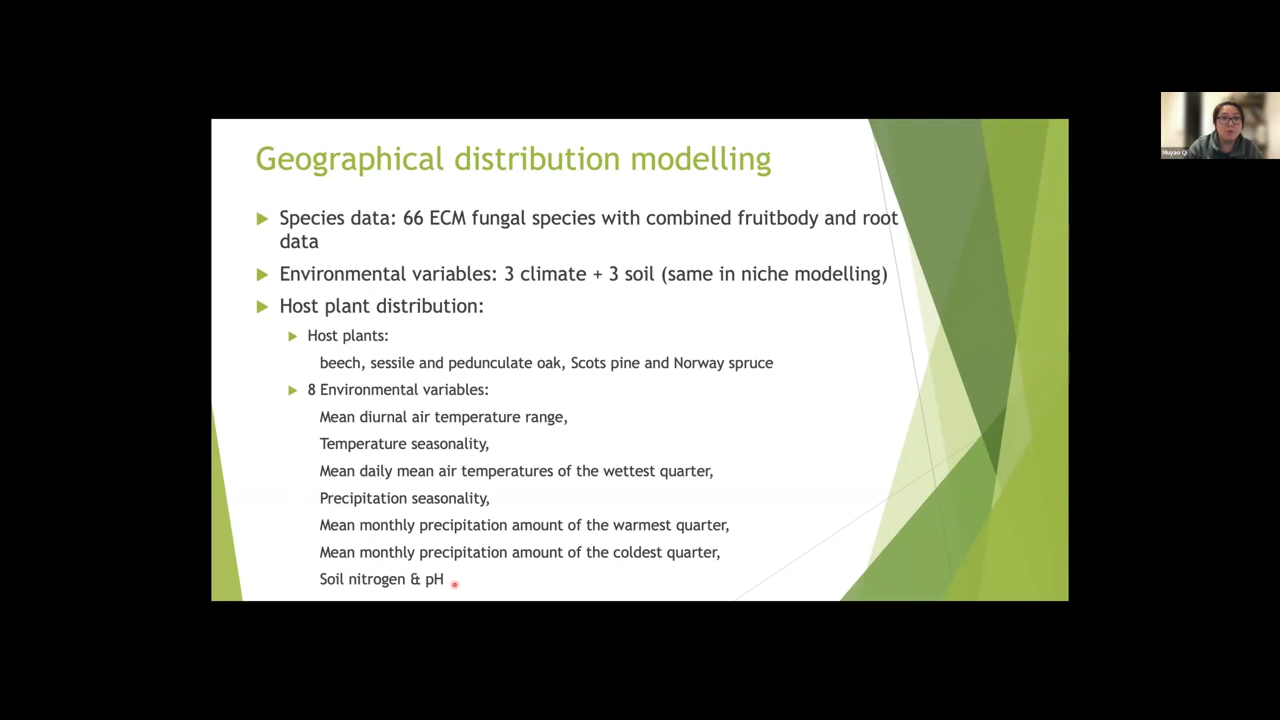 Geographical distribution modelling
Species data: 66 ECM fungal species with combined fruitbody and root
data
Environmental variables: 3 climate + 3 soil (same in niche modelling)
Host plant distribution:
Host plants:
beech, sessile and pedunculate oak, Scots pine and Norway spruce
8 Environmental variables:
Mean diurnal air temperature range,
Temperature seasonality,
Mean daily mean air temperatures of the wettest quarter,
Precipitation seasonality,
Mean monthly precipitation amount of the warmest quarter,
Mean monthly precipitation amount of the coldest quarter,
Soil nitrogen & pH
Muyao Qi